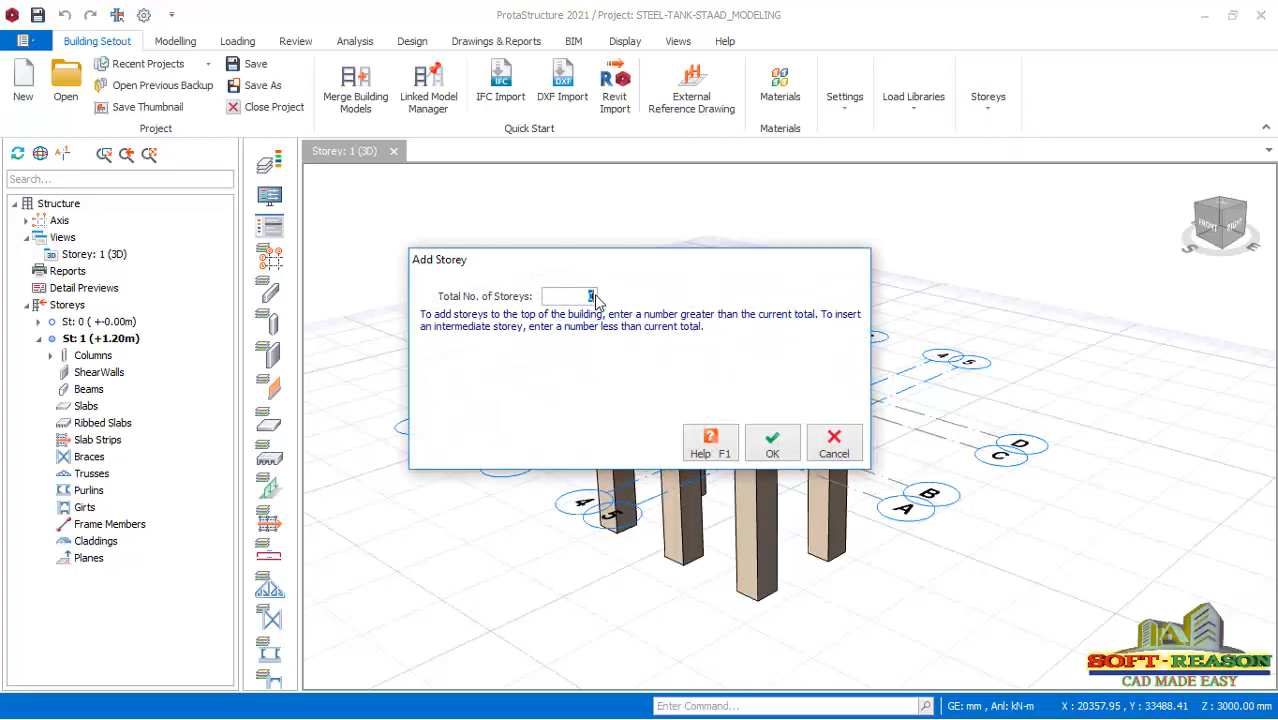 ProtaStructure 2021 / Project: STEEL-TANK-STAAD_MODELING
Building Setout
Modelling
Loading
Review
Analysis
Design
Drawings & Reports
BIM
Display
Views
Help
New
Open
Recent Projects
Open Previous Backup
Save Thumbnail
Save
Save As
Close Project
Merge Building
Models
Linked Model
Manager
IFC Import
DXF Import
Revit
Import
External
Reference Drawing
Materials
Settings
Load Libraries
Storeys
Project
Quick Start
Materials
Storey: 1 (3D)
Search...
Structure
Axis
Views
Storey: 1 (3D)
Reports
Detail Previews
Storeys
St: 0 ( +-0.00m)
St: 1 (+1.20m)
Columns
ShearWalls
Beams
Slabs
Ribbed Slabs
Slab Strips
Braces
Trusses
Purlins
Girts
Frame Members
Claddings
Planes
FRONT
RIGHT
S
E
Add Storey
Total No. of Storeys:
To add storeys to the top of the building, enter a number greater than the current total. To insert
an intermediate storey, enter a number less than current total.
Help F1
OK
Cancel
4
5
D
C
B
A
4
5
SOFT-REASON
CAD MADE EASY
Enter Command...
GE: mm , Anl: kN-m
X : 20357.95 , Y : 33488.41
Z : 3000.00 mm